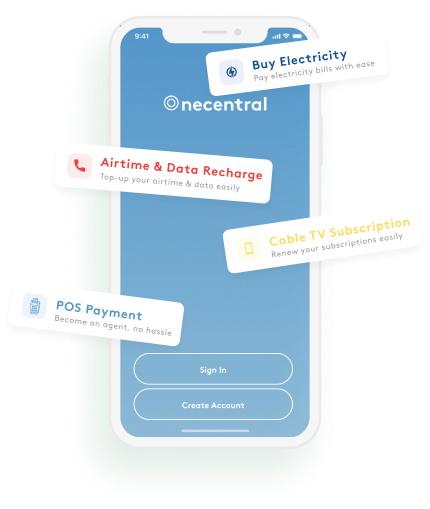 9:41
Buy Electricity
Pay electricity bills with ease
Onecentral
Airtime & Data Recharge
Top-up your airtime & data easily
Cable TV Subscription
Renew your subscriptions easily
POS Payment
Become an agent, no hassle
Sign In
Create Account